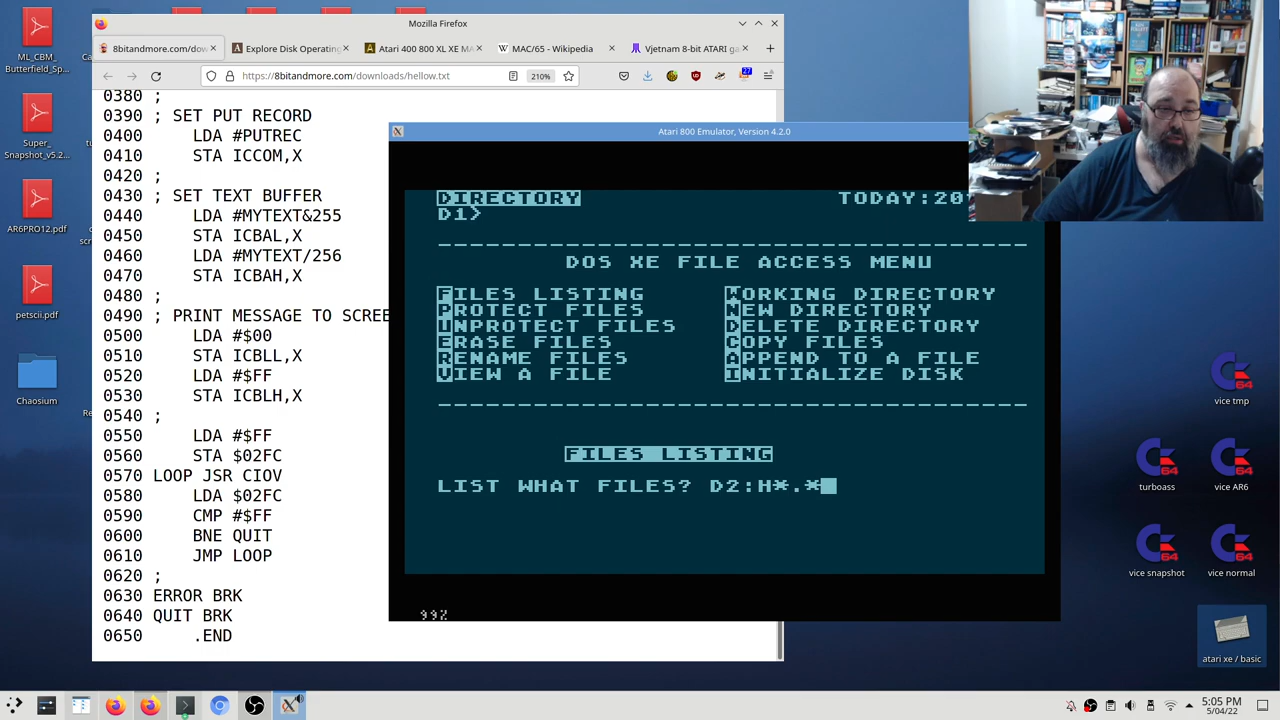 Mozilla Firefox
8bitandmore.com/dow
Explore Disk Operating
Atari 400 800 XL XE MA
MAC/65 - Wikipedia
Vjetnam 8-bit ATARI ga
https://8bitandmore.com/downloads/hellow.txt
210%
27
0380 ;
0390 ; SET PUT RECORD
0400 LDA #PUTREC
0410 STA ICCOM,X
0420 ;
0430 ; SET TEXT BUFFER
0440 LDA #MYTEXT&255
0450 STA ICBAL,X
0460 LDA #MYTEXT/256
0470 STA ICBAH,X
0480 ;
0490 ; PRINT MESSAGE TO SCREE
0500 LDA #$00
0510 STA ICBLL,X
0520 LDA #$FF
0530 STA ICBLH,X
0540 ;
0550 LDA #$FF
0560 STA $02FC
0570 LOOP JSR CIOV
0580 LDA $02FC
0590 CMP #$FF
0600 BNE QUIT
0610 JMP LOOP
0620 ;
0630 ERROR BRK
0640 QUIT BRK
0650 .END
Atari 800 Emulator, Version 4.2.0
DIRECTORY TODAY:20
D1>
DOS XE FILE ACCESS MENU
FILES LISTING WORKING DIRECTORY
PROTECT FILES NEW DIRECTORY
UNPROTECT FILES DELETE DIRECTORY
ERASE FILES COPY FILES
RENAME FILES APPEND TO A FILE
VIEW A FILE INITIALIZE DISK
FILES LISTING
LIST WHAT FILES? D2:H*.*
99%
ML_CBM_
Butterfield_Sp...
Super_
Snapshot_v5.2...
AR6PRO12.pdf
petscii.pdf
Chaosium
vice tmp
turboass
vice AR6
vice snapshot
vice normal
atari xe / basic
5:05 PM
5/04/22